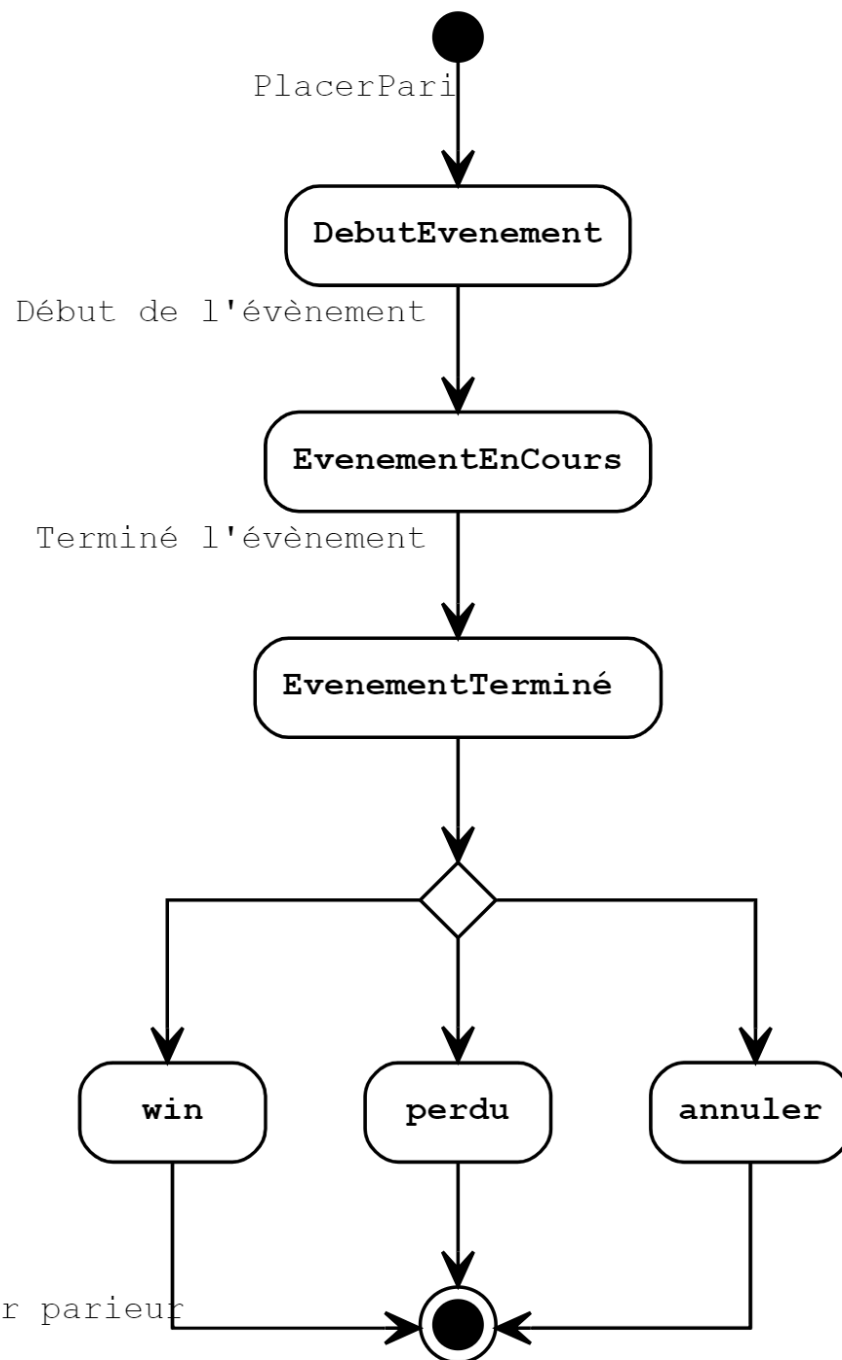 PlacerPari
DebutEvenement
Début de l'évènement
EvenementEnCours
Terminé l'évènement
EvenementTerminé
win
perdu
annuler
r parieur